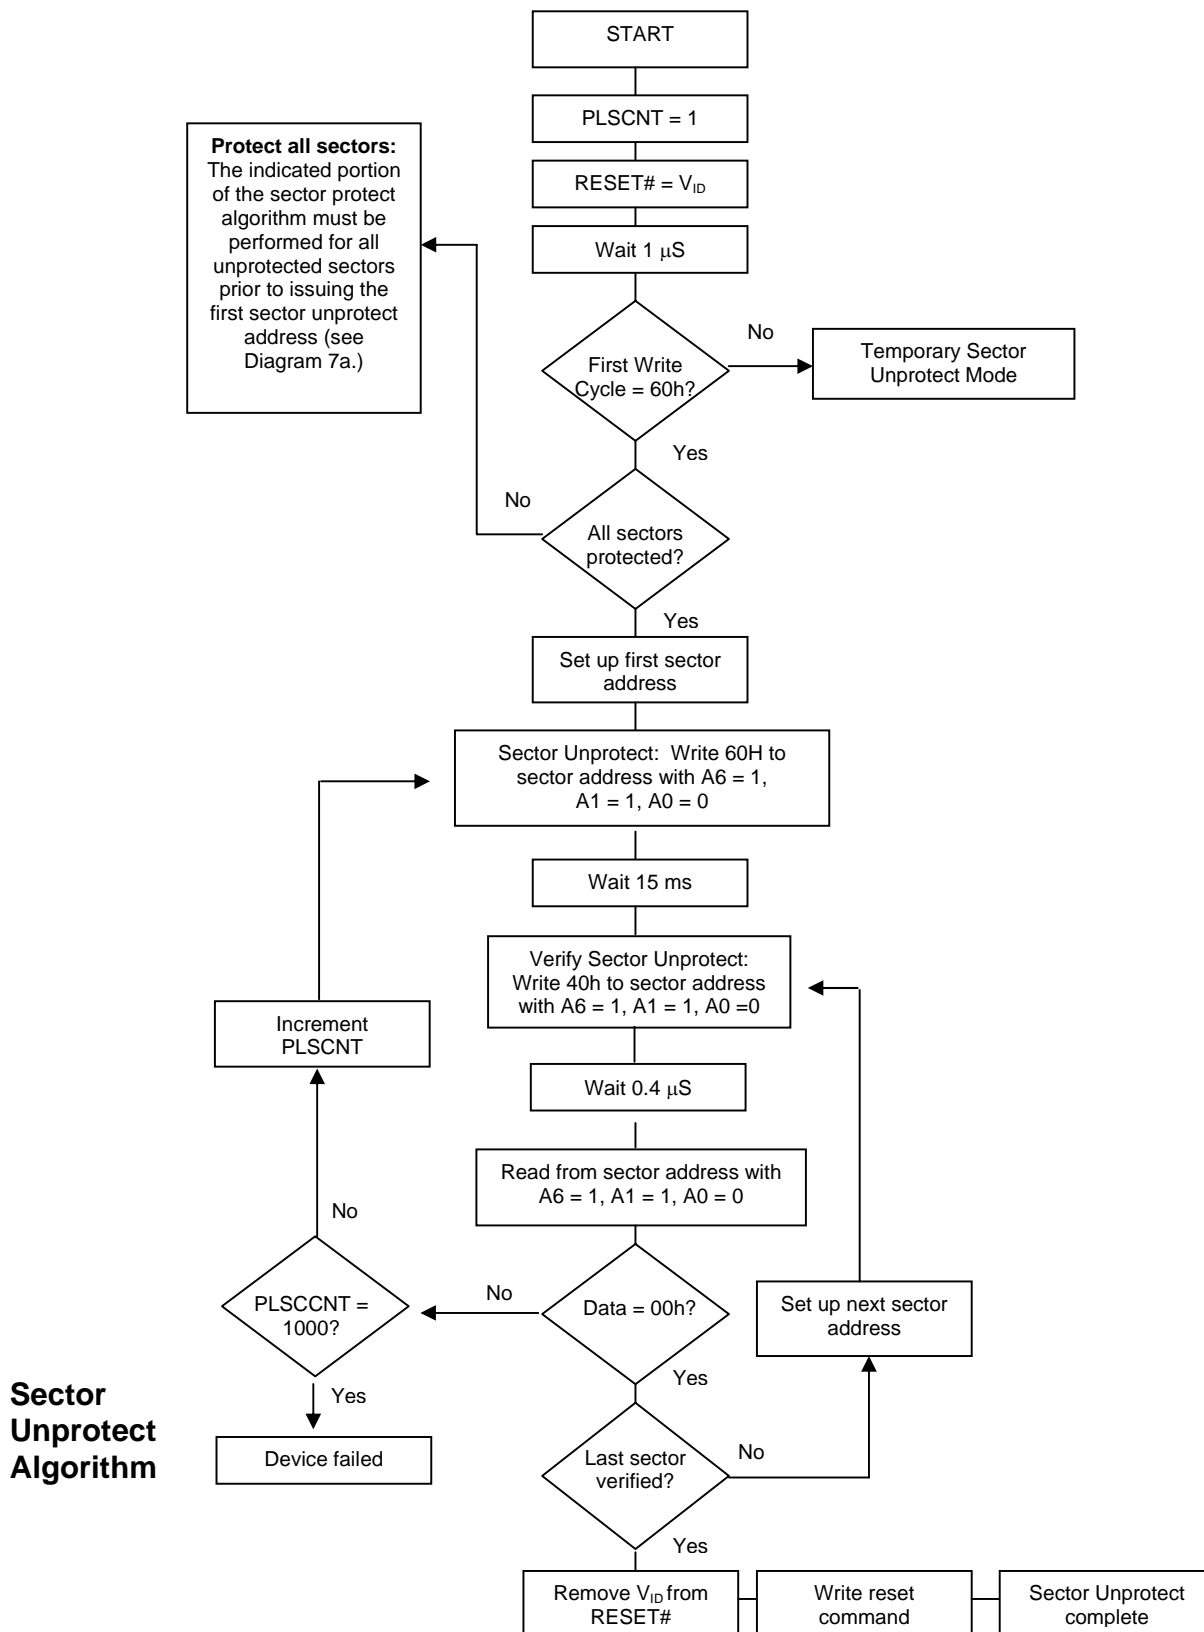 START
PLSCNT = 1
Protect all sectors:
The indicated portion
of the sector protect
algorithm must be
performed for all
unprotected sectors
prior to issuing the
first sector unprotect
address (see
Diagram 7a.)
RESET# = VID
Wait 1 μS
First Write
Cycle = 60h?
No
Temporary Sector
Unprotect Mode
Yes
No
All sectors
protected?
Yes
Set up first sector
address
Sector Unprotect: Write 60H to
sector address with A6 = 1,
A1 = 1, A0 = 0
Wait 15 ms
Verify Sector Unprotect:
Write 40h to sector address
with A6 = 1, A1 = 1, A0 =0
Increment
PLSCNT
Wait 0.4 μS
Read from sector address with
A6 = 1, A1 = 1, A0 = 0
No
PLSCCNT =
1000?
No
Data = 00h?
Set up next sector
address
Yes
Yes
Sector
Unprotect
Algorithm
Device failed
Last sector
verified?
No
Yes
Remove VID from
RESET#
Write reset
command
Sector Unprotect
complete